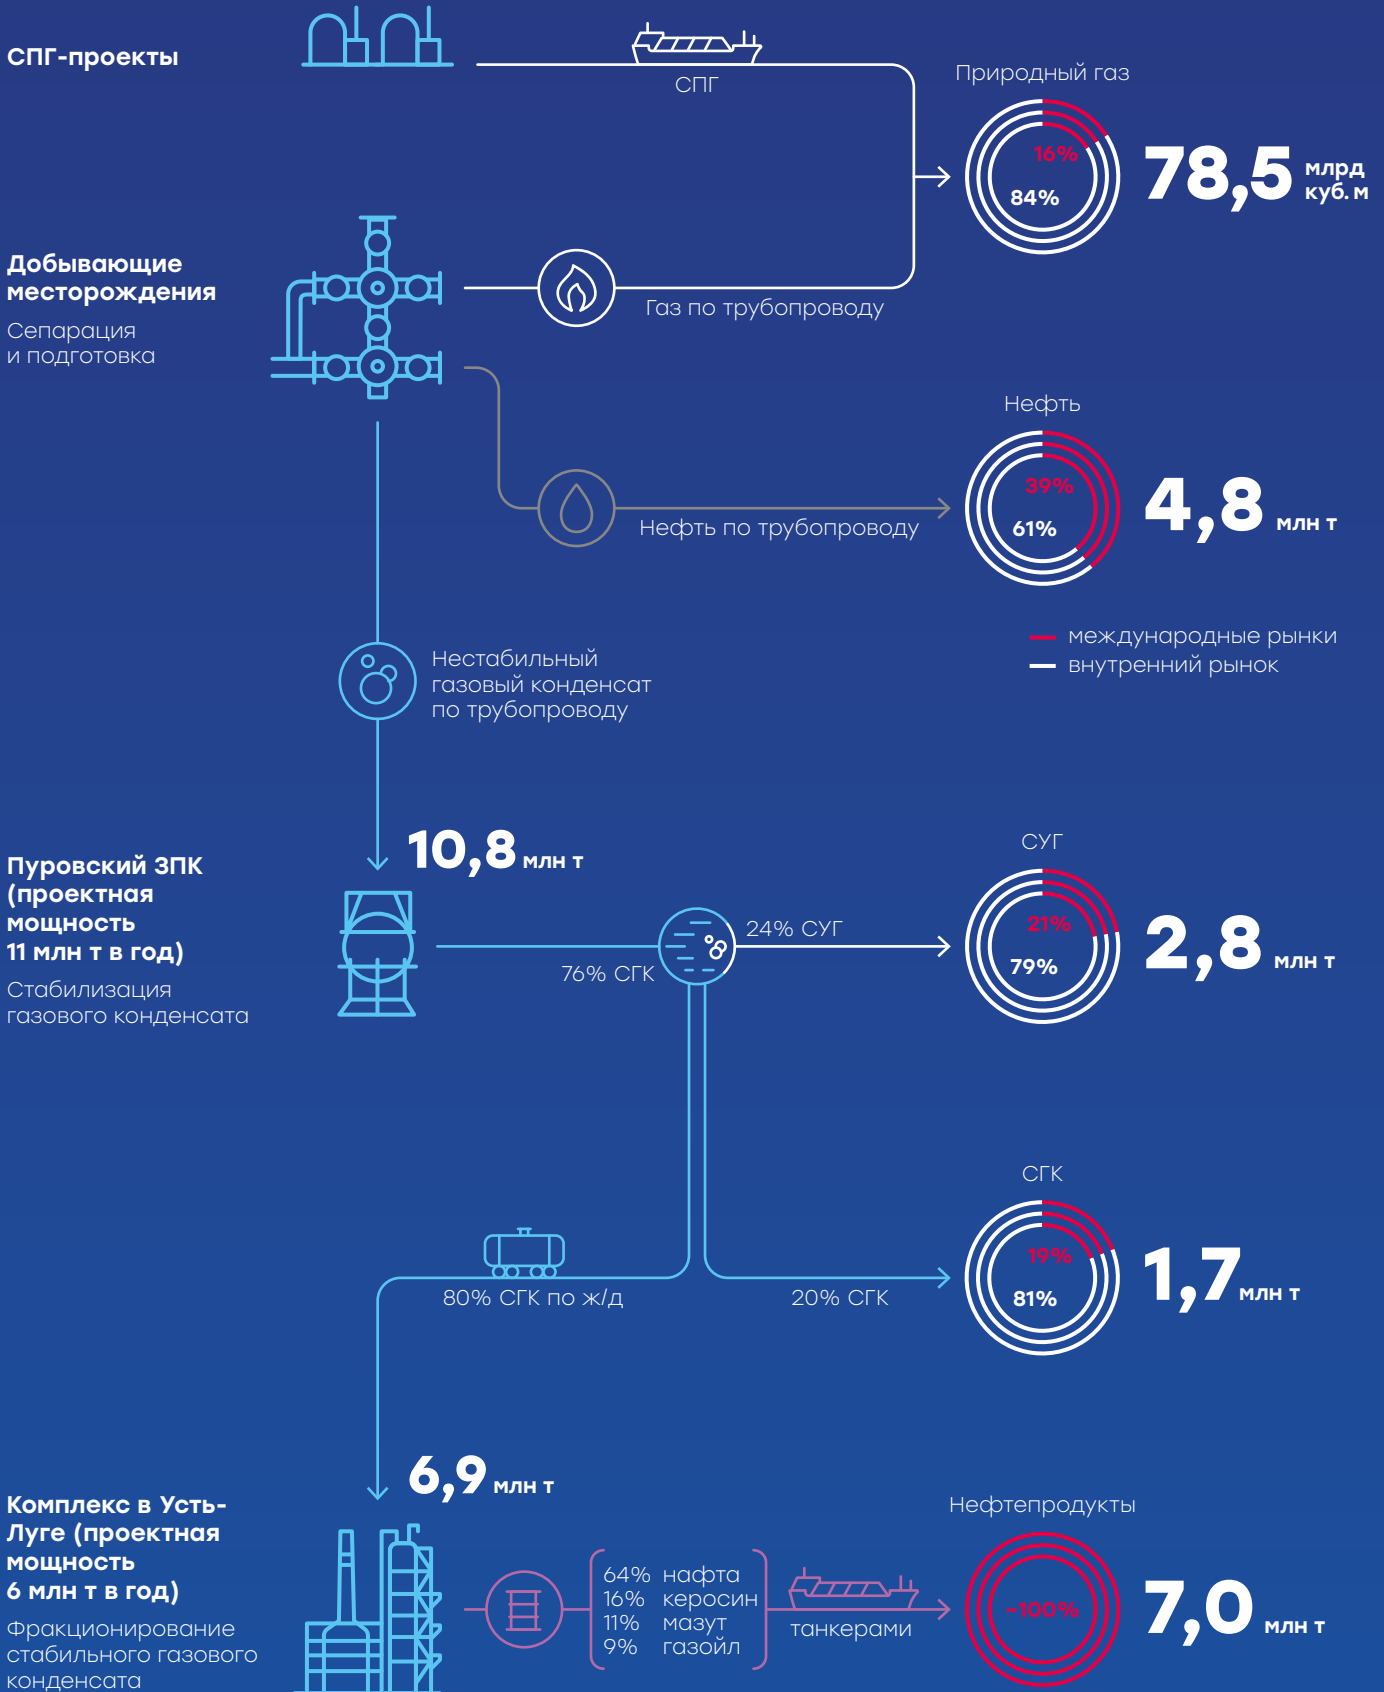 СПГ-проекты
СПГ
Природный газ
16%
84%
78,5 млрд
куб. м
Добывающие
месторождения
Сепарация
и подготовка
Газ по трубопроводу
Нефть
39%
61%
4,8 млн т
Нефть по трубопроводу
международные рынки
внутренний рынок
Нестабильный
газовый конденсат
по трубопроводу
10,8 млн т
Пуровский ЗПК
(проектная
мощность
11 млн т в год)
Стабилизация
газового конденсата
76% СГК
24% СУГ
СУГ
21%
79%
2,8 млн т
СГК
19%
81%
1,7 млн т
80% СГК по ж/д
20% СГК
6,9 млн т
Комплекс в Усть-
Луге (проектная
мощность
6 млн т в год)
Фракционирование
стабильного газового
конденсата
64% нафта
16% керосин
11% мазут
9% газойл
танкерами
Нефтепродукты
~100%
7,0 млн т